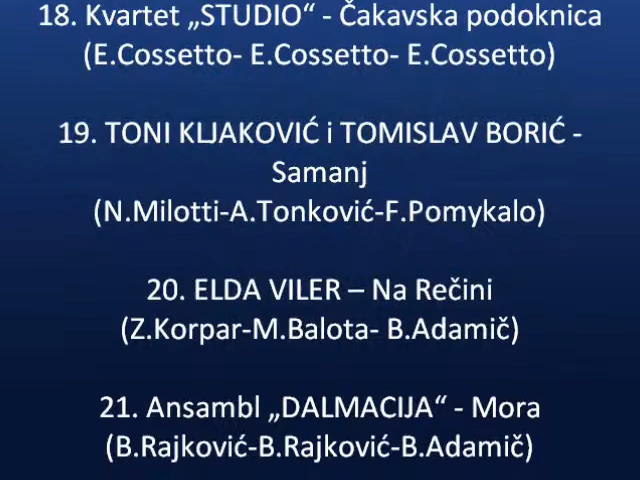 18. Kvartet „STUDIO“ - Čakavska podoknica
(E.Cossetto- E.Cossetto- E.Cossetto)
19. TONI KLJAKOVIĆ i TOMISLAV BORIĆ -
Samanj
(N.Milotti-A.Tonković-F.Pomykalo)
20. ELDA VILER – Na Rečini
(Z.Korpar-M.Balota- B.Adamič)
21. Ansambl „DALMACIJA“ - Mora
(B.Rajković-B.Rajković-B.Adamič)